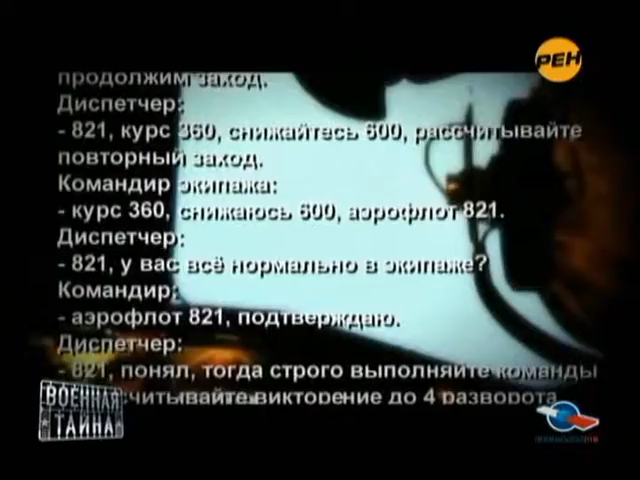 РЕН
продолжим заход.
Диспетчер:
- 821, курс 360, снижайтесь 600, рассчитывайте
повторный заход.
Командир экипажа:
- курс 360, снижаюсь 600, аэрофлот 821.
Диспетчер:
- 821, у вас всё нормально в экипаже?
Командир:
- аэрофлот 821, подтверждаю.
Диспетчер:
- 821, понял, тогда строго выполняйте команды
считывайте викторение до 4 разворота
ВОЕННАЯ
ТАЙНА